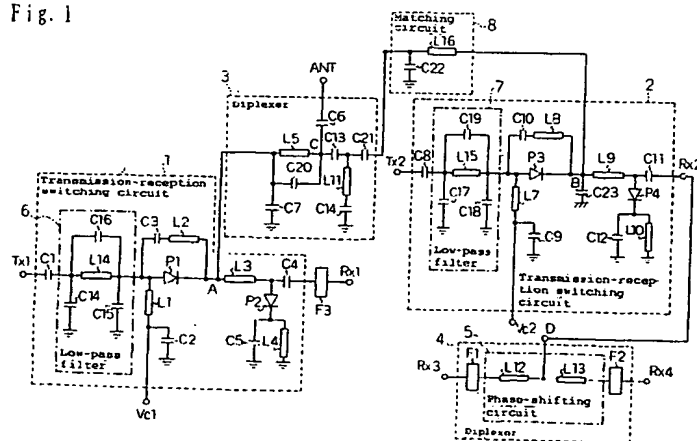 Fig. 1
Matching
circuit
8
L16
C22
3
ANT
Diplexer
C6
L5
C
C13
C21
C20
L11
C7
C14
7
2
C19
C10
L8
Tx2
C8
L15
P3
L9
C11
Rx2
B
C23
P4
C17
C18
L7
C9
C12
L10
Low-pass
filter
Transmission-recep
tion switching
circuit
Vc2
1
Transmission-reception
switching
circuit
6
C16
C3
L2
Tx1
C1
L14
P1
A
L3
C4
Rx1
F3
C14
C15
L1
C2
P2
C5
L4
Low-pass
filter
Vc1
D
4
5
F1
F2
Rx3
L12
L13
Rx4
Phaso-shifting
circuit
Diplexer